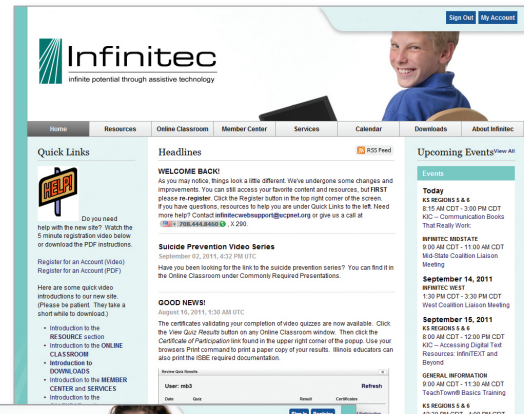 Sign Out My Account
Infinitec
infinite potential through assistive technology
Home Resources Online Classroom Member Center Services Calendar Downloads About Infinitec
Quick Links
HELP!
Do you need
help with the new site? Watch the
5 minute registration video below
or download the PDF instructions.
Register for an Account (Video)
Register for an Account (PDF)
Here are some quick video
introductions to our new site.
(Please be patient. They take a
short while to download.)
Introduction to the
RESOURCE section
Introduction to the ONLINE
CLASSROOM
Introduction to
DOWNLOADS
Introduction to the MEMBER
CENTER and SERVICES
Introduction to the
Headlines
RSS Feed
WELCOME BACK!
As you may notice, things look a little different. We've undergone some changes and
improvements. You can still access your favorite content and resources, but FIRST
please re-register. Click the Register button in the top right corner of the screen.
If you have questions, resources to help you are under Quick Links to the left. Need
more help? Contact infinitecwebsupport@ucpnet.org or give us a call at
708.444.8460, X 290.
Suicide Prevention Video Series
September 02, 2011, 4:32 PM UTC
Have you been looking for the link to the suicide prevention series? You can find it in
the Online Classroom under Commonly Requested Presentations.
GOOD NEWS!
August 16, 2011, 1:30 AM UTC
The certificates validating your completion of video quizzes are now available. Click
the View Quiz Results button on any Online Classroom window. Then click the
Certificate of Participation link found in the upper right corner of the popup. Use your
browsers Print command to print a paper copy of your results. Illinois educators can
also print the ISBE required documentation.
Review Quiz Results x
User: mb3 Refresh
Date Quiz Result Certificates
Upcoming Events View All
Events
Today
KS REGIONS 5 & 6
8:15 AM CDT - 3:00 PM CDT
KIC -- Communication Books
That Really Work:
INFINITEC MIDSTATE
9:00 AM CDT - 11:00 AM CDT
Mid-State Coalition Liaison
Meeting
September 14, 2011
INFINITEC WEST
1:30 PM CDT - 3:30 PM CDT
West Coalition Liaison Meeting
September 15, 2011
KS REGIONS 5 & 6
8:00 AM CDT - 12:00 PM CDT
KIC -- Accessing Digital Text
Resources: InfiniTEXT and
Beyond
GENERAL INFORMATION
9:00 AM CDT - 11:30 AM CDT
TeachTown® Basics Training
KS REGIONS 5 & 6